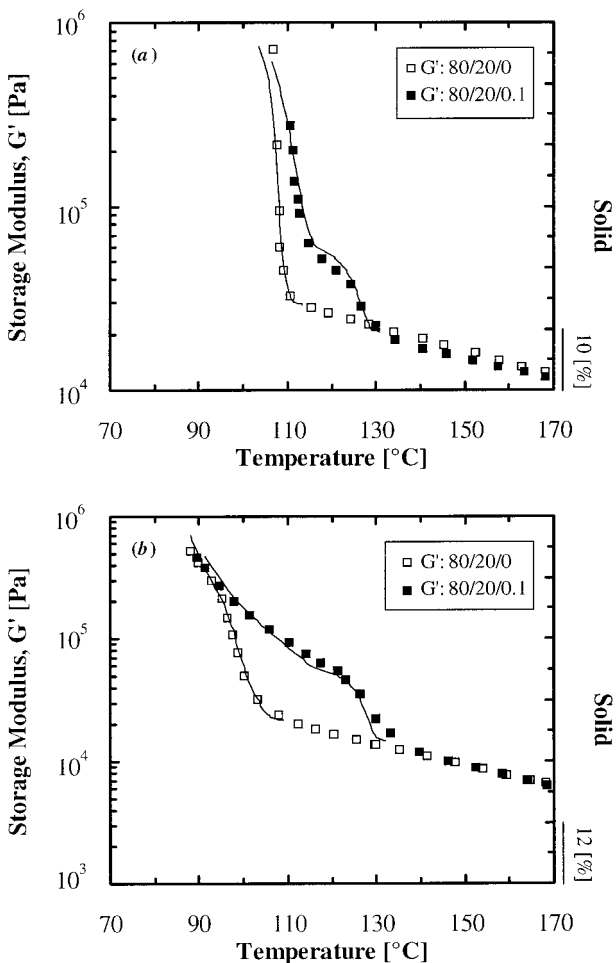 (a)
G': 80/20/0
G': 80/20/0.1
Storage Modulus, G' [Pa]
10^6
10^5
10^4
Solid
10 [%]
70 90 110 130 150 170
Temperature [°C]
(b)
G': 80/20/0
G': 80/20/0.1
Storage Modulus, G' [Pa]
10^6
10^5
10^4
10^3
Solid
12 [%]
70 90 110 130 150 170
Temperature [°C]